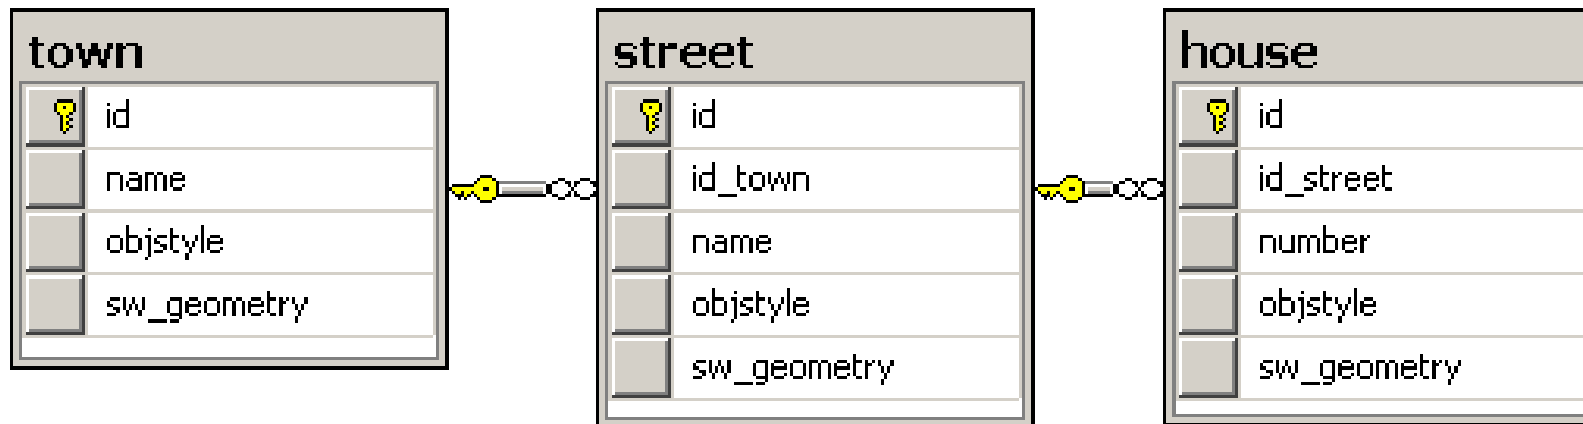 town
id
name
objstyle
sw_geometry
street
id
id_town
name
objstyle
sw_geometry
house
id
id_street
number
objstyle
sw_geometry